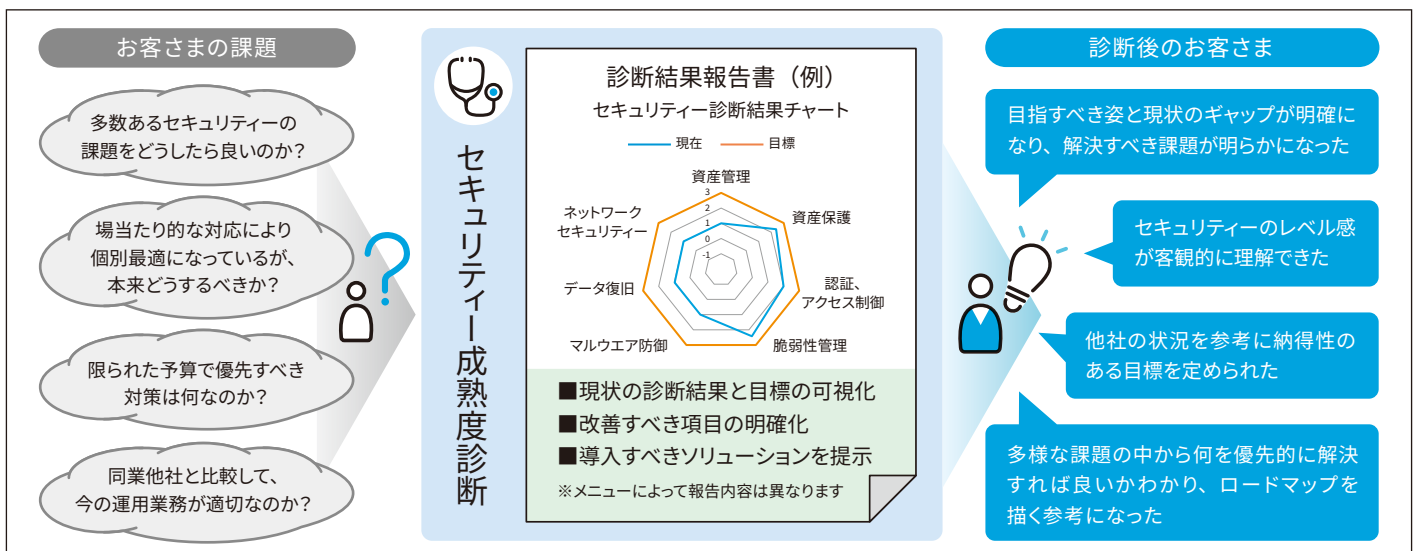 お客さまの課題
多数あるセキュリティーの
課題をどうしたら良いのか?
場当たり的な対応により
個別最適になっているが、
本来どうするべきか?
限られた予算で優先すべき
対策は何なのか?
同業他社と比較して、
今の運用業務が適切なのか?
?
セキュリティー成熟度診断
診断結果報告書（例）
セキュリティー診断結果チャート
現在 目標
資産管理
3
2
1
0
-1
資産保護
認証、
アクセス制御
脆弱性管理
マルウエア防御
データ復旧
ネットワーク
セキュリティー
■現状の診断結果と目標の可視化
■改善すべき項目の明確化
■導入すべきソリューションを提示
※メニューによって報告内容は異なります
診断後のお客さま
目指すべき姿と現状のギャップが明確に
なり、解決すべき課題が明らかになった
セキュリティーのレベル感
が客観的に理解できた
他社の状況を参考に納得性の
ある目標を定められた
多様な課題の中から何を優先的に解決
すれば良いかわかり、ロードマップを
描く参考になった